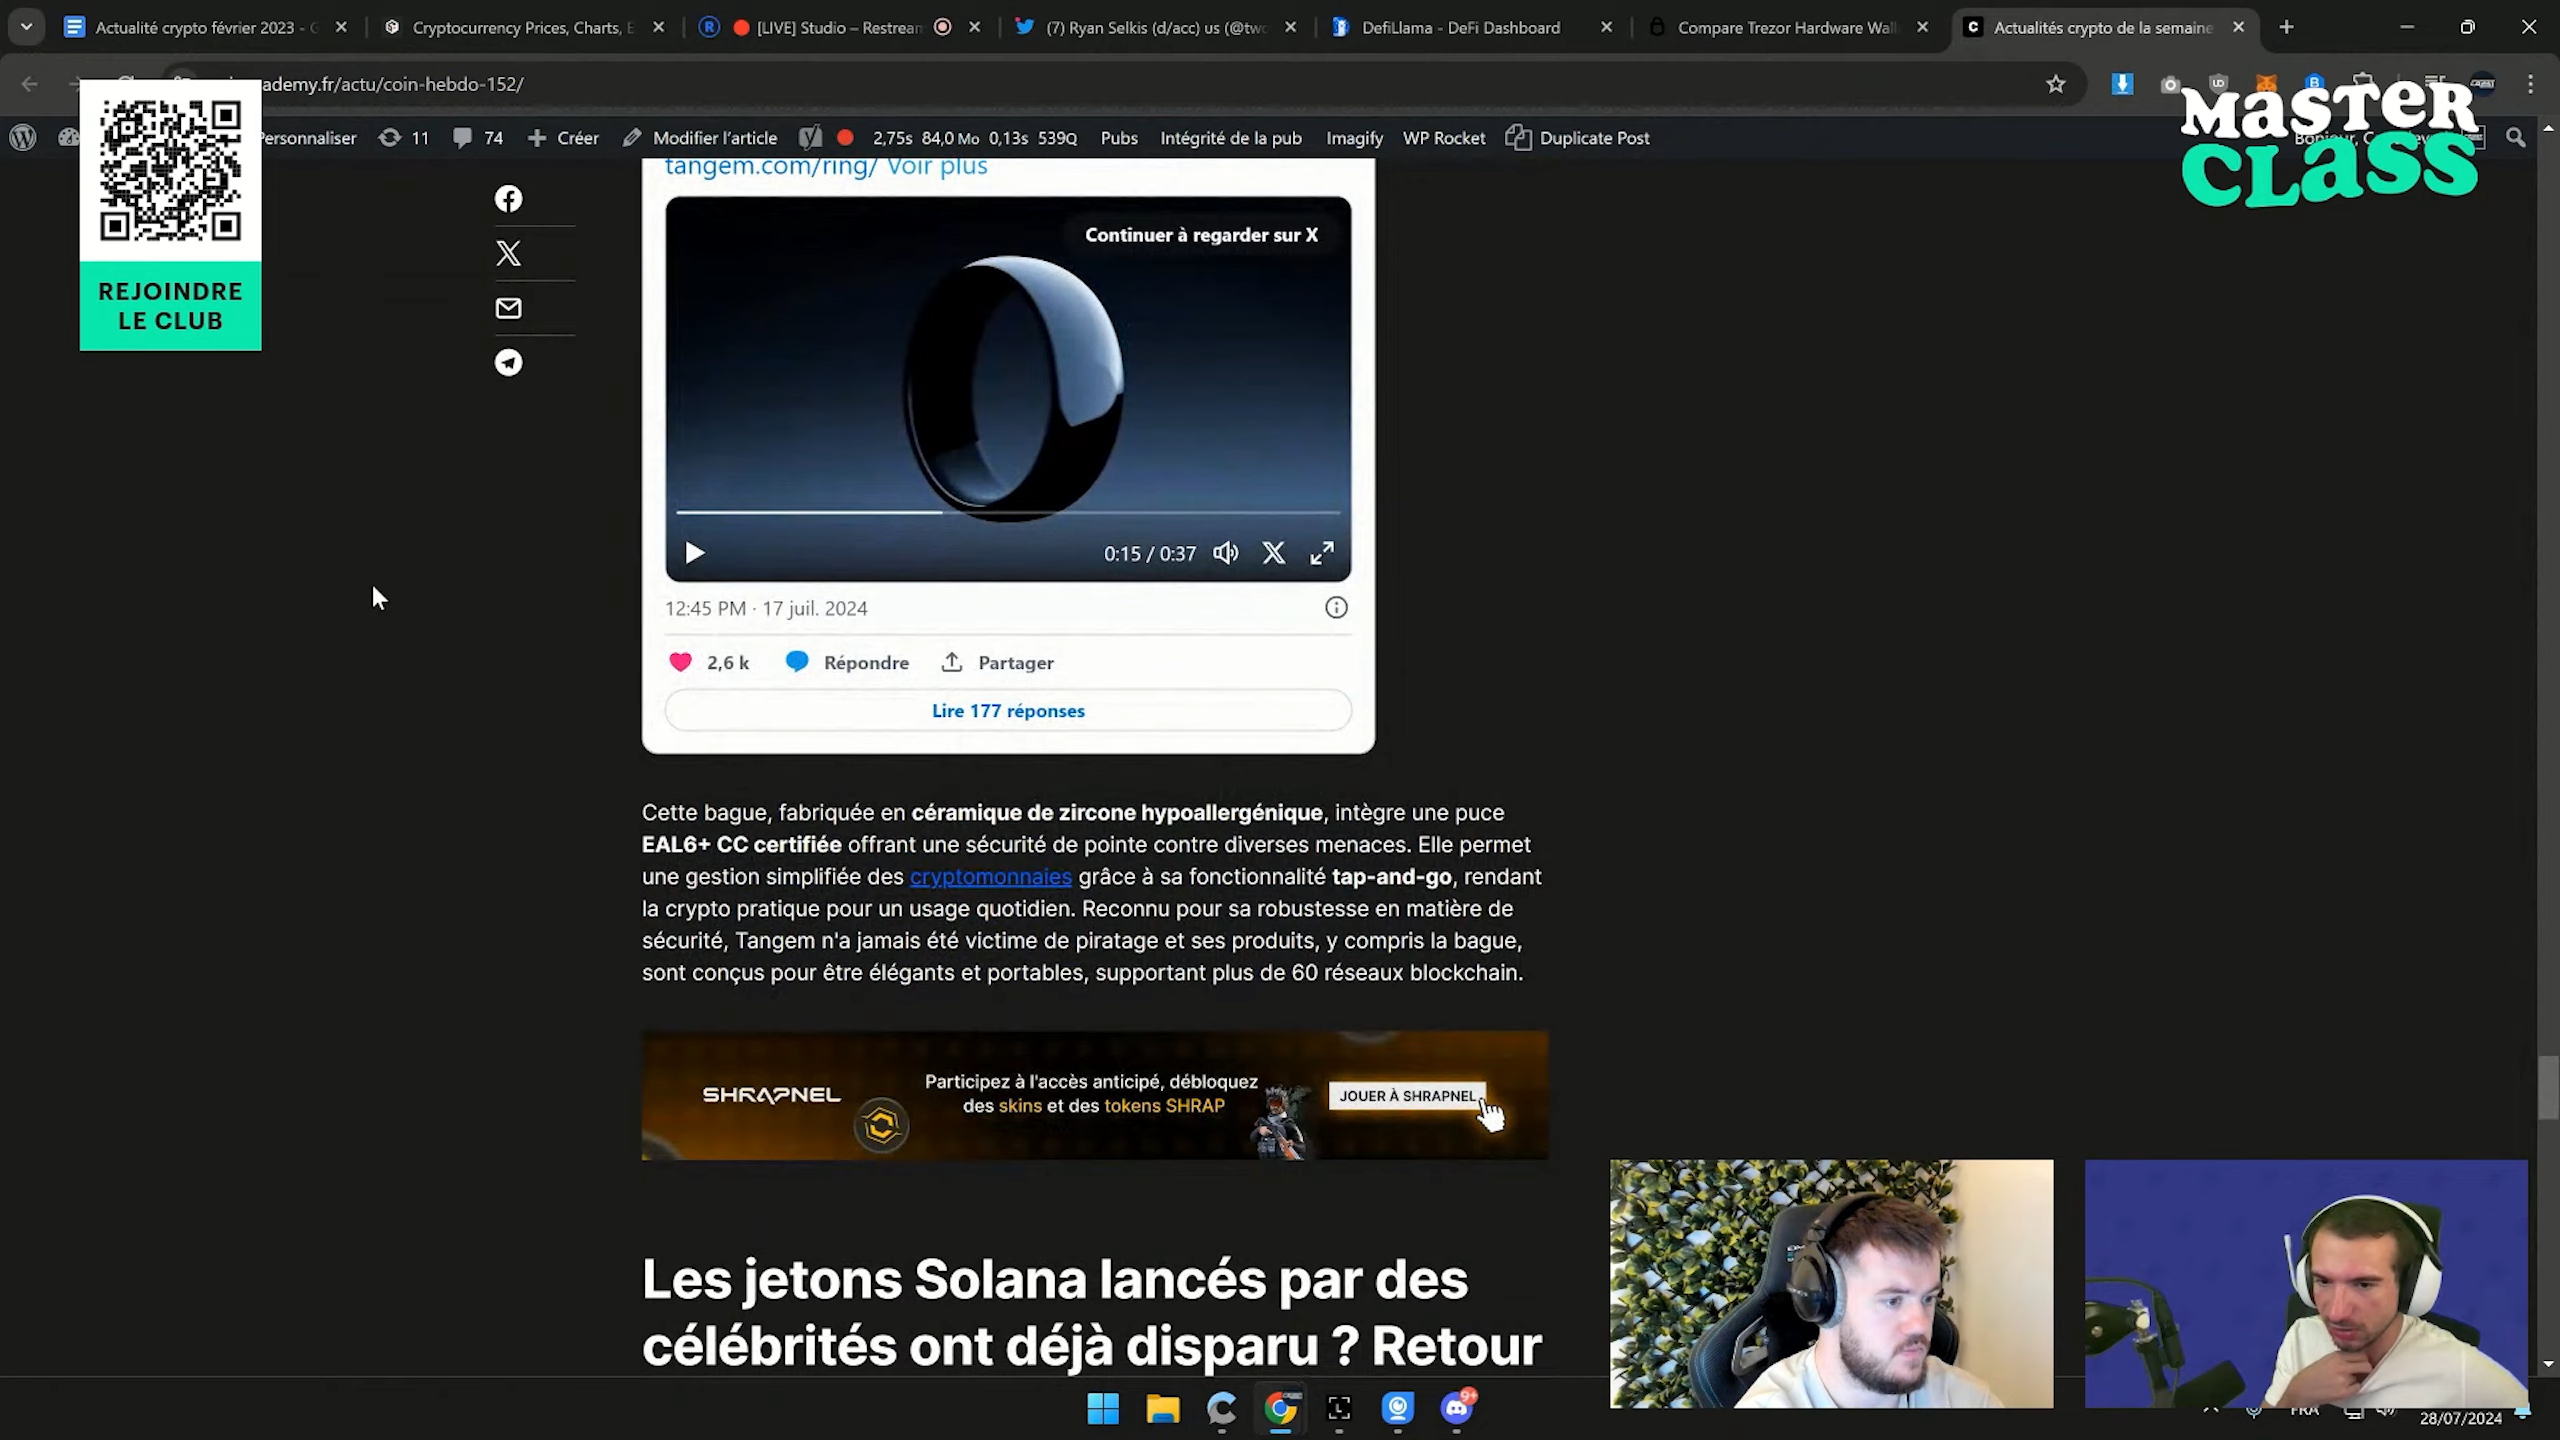 Actualité crypto février 2023 - G
Cryptocurrency Prices, Charts, E
[LIVE] Studio – Restream
(7) Ryan Selkis (d/acc) us (@two
DefiLlama - DeFi Dashboard
Compare Trezor Hardware Wall
Actualités crypto de la semaine
ademy.fr/actu/coin-hebdo-152/
MASTER
CLASS
Personnaliser
11
74
Créer
Modifier l'article
2,75s 84,0 Mo 0,13s 539Q
Pubs
Intégrité de la pub
Imagify
WP Rocket
Duplicate Post
REJOINDRE
LE CLUB
tangem.com/ring/ Voir plus
Continuer à regarder sur X
0:15 / 0:37
12:45 PM · 17 juil. 2024
2,6 k
Répondre
Partager
Lire 177 réponses
Cette bague, fabriquée en céramique de zircone hypoallergénique, intègre une puce
EAL6+ CC certifiée offrant une sécurité de pointe contre diverses menaces. Elle permet
une gestion simplifiée des cryptomonnaies grâce à sa fonctionnalité tap-and-go, rendant
la crypto pratique pour un usage quotidien. Reconnu pour sa robustesse en matière de
sécurité, Tangem n'a jamais été victime de piratage et ses produits, y compris la bague,
sont conçus pour être élégants et portables, supportant plus de 60 réseaux blockchain.
SHRAPNEL
Participez à l'accès anticipé, débloquez
des skins et des tokens SHRAP
JOUER À SHRAPNEL
Les jetons Solana lancés par des
célébrités ont déjà disparu ? Retour
9+
FRA
28/07/2024